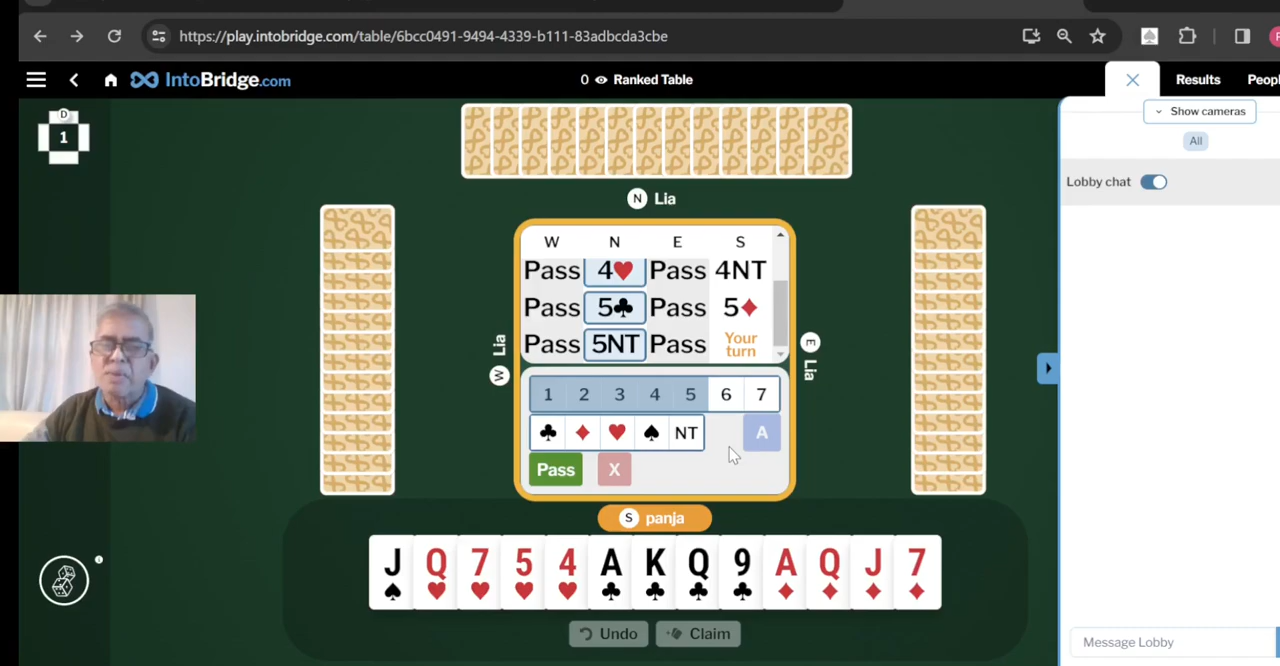 https://play.intobridge.com/table/6bcc0491-9494-4339-b111-83adbcda3cbe
IntoBridge.com
0 Ranked Table
Results
Show cameras
All
Lobby chat
D
1
N Lia
W N E S
Pass 4♥ Pass 4NT
Pass 5♣ Pass 5♦
Pass 5NT Pass Your turn
1 2 3 4 5 6 7
♣ ♦ ♥ ♠ NT A
Pass X
W Lia
E Lia
S panja
J♠ Q♥ 7♥ 5♥ 4♥ A♣ K♣ Q♣ 9♣ A♦ Q♦ J♦ 7♦
Undo Claim
Message Lobby